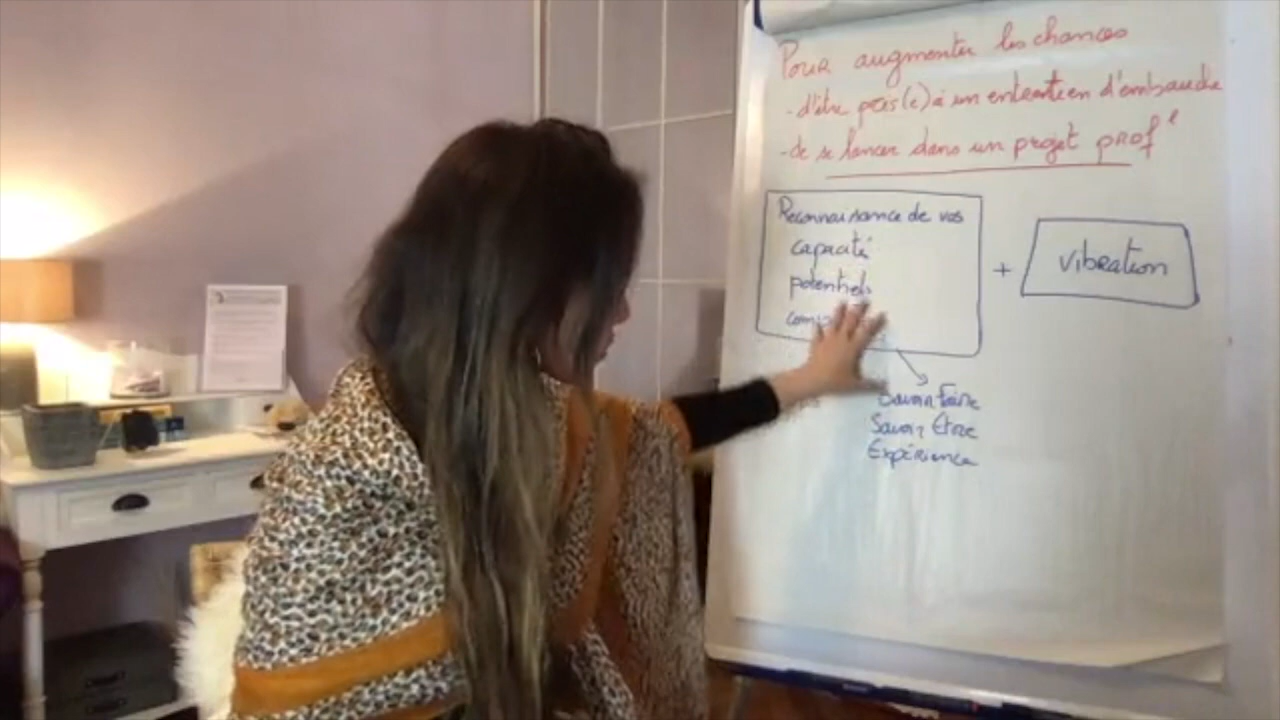 Pour augmenter les chances
- d'être pris(e) à un entretien d'embauche
- de se lancer dans un projet prof^l
Reconnaissance de vos
capacité
potentiels
+
vibration
Savoir Faire
Savoir Être
Expérience